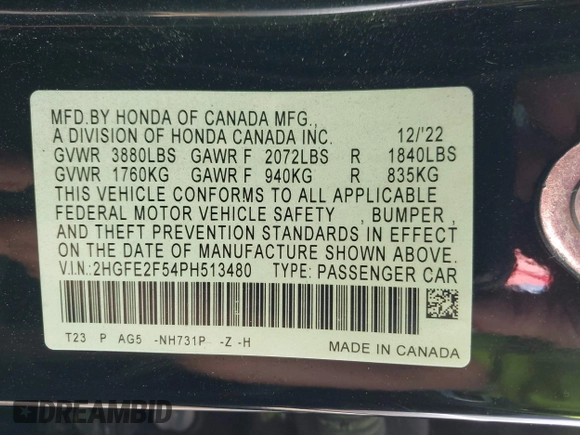 MFD.BY HONDA OF CANADA MFG.,
A DIVISION OF HONDA CANADA INC. 12/'22
GVWR 3880LBS GAWR F 2072LBS R 1840LBS
GVWR 1760KG GAWR F 940KG R 835KG
THIS VEHICLE CONFORMS TO ALL APPLICABLE
FEDERAL MOTOR VEHICLE SAFETY , BUMPER ,
AND THEFT PREVENTION STANDARDS IN EFFECT
ON THE DATE OF MANUFACTURE SHOWN ABOVE.
V.I.N.:2HGFE2F54PH513480 TYPE: PASSENGER CAR
T23 P AG5 -NH731P -Z -H
MADE IN CANADA
DREAMBID